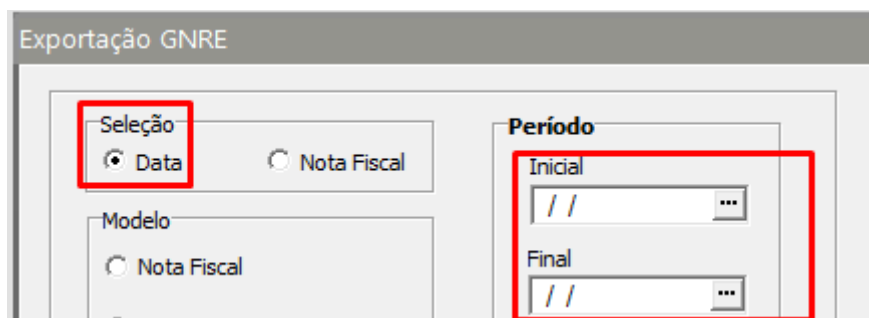 Exportação GNRE
Seleção
Data
Nota Fiscal
Modelo
Nota Fiscal
Período
Inicial
/ /
...
Final
/ /
...